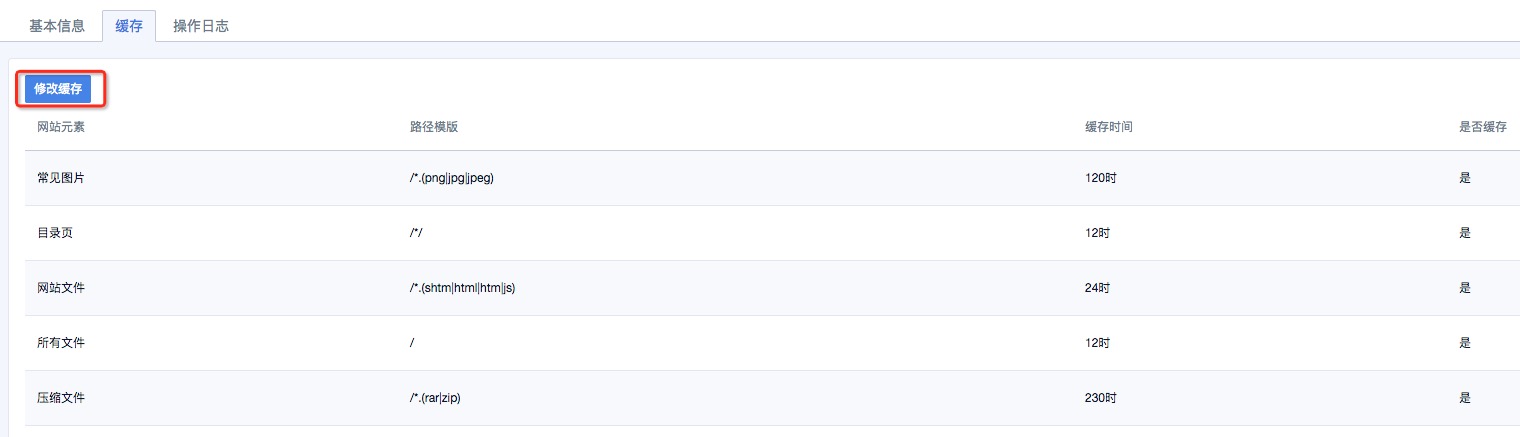 基本信息 缓存 操作日志
修改缓存
网站元素 路径模版 缓存时间 是否缓存
常见图片 /*.(png|jpg|jpeg) 120时 是
目录页 /*/ 12时 是
网站文件 /*.(shtm|html|htm|js) 24时 是
所有文件 / 12时 是
压缩文件 /*.(rar|zip) 230时 是